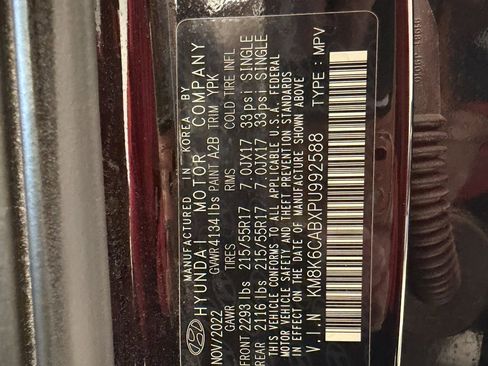 MANUFACTURED IN KOREA
HYUNDAI MOTOR COMPANY
NOV/2022 GVWR 4134 lbs PAINT A2B TRIM YPK
GAWR TIRES RIMS COLD TIRE INFL
FRONT 2293 lbs 215/55R17 7.0JX17 33psi SINGLE
REAR 2116 lbs 215/55R17 7.0JX17 33psi SINGLE
THIS VEHICLE CONFORMS TO ALL APPLICABLE U.S.A. FEDERAL
MOTOR VEHICLE SAFETY AND THEFT PREVENTION STANDARDS
IN EFFECT ON THE DATE OF MANUFACTURE SHOWN ABOVE
V.I.N KM8K6CABXPU992588 TYPE : MPV